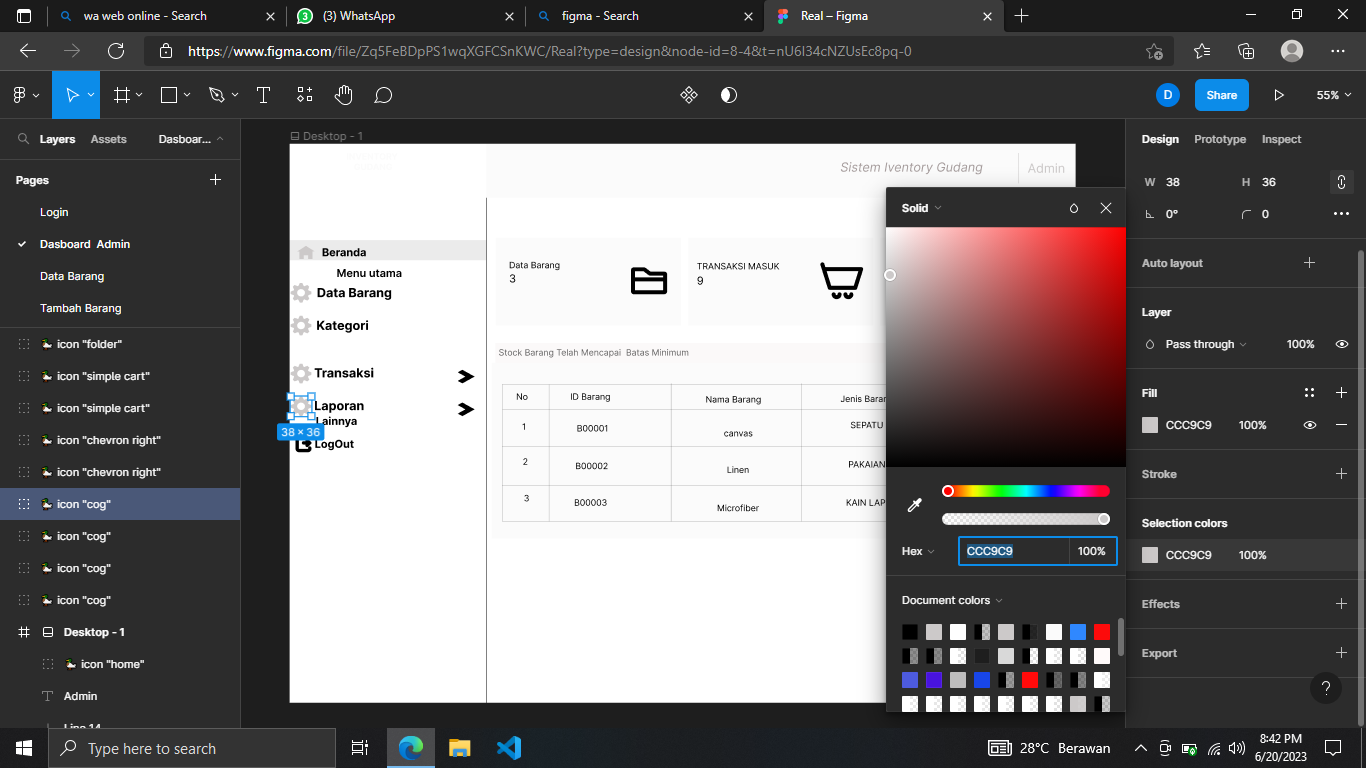 wa web online - Search
(3) WhatsApp
figma - Search
Real – Figma
https://www.figma.com/file/Zq5FeBDpPS1wqXGFCSnKWC/Real?type=design&node-id=8-4&t=nU6I34cNZUsEc8pq-0
D
Share
55%
Layers
Assets
Dasboar...
Pages
Login
Dasboard Admin
Data Barang
Tambah Barang
icon "folder"
icon "simple cart"
icon "simple cart"
icon "chevron right"
icon "chevron right"
icon "cog"
icon "cog"
icon "cog"
icon "cog"
Desktop - 1
icon "home"
Admin
Line 14
Desktop - 1
Sistem Iventory Gudang
Admin
Beranda
Menu utama
Data Barang
Kategori
Transaksi
Laporan
Lainnya
38 × 36
LogOut
Data Barang
3
TRANSAKSI MASUK
9
Stock Barang Telah Mencapai Batas Minimum
No ID Barang Nama Barang Jenis Baran
1 B00001 canvas SEPATU
2 B00002 Linen PAKAIAN
3 B00003 Microfiber KAIN LAP
Solid
Hex
CCC9C9
100%
Document colors
Design
Prototype
Inspect
W 38 H 36
0° 0
Auto layout
Layer
Pass through 100%
Fill
CCC9C9 100%
Stroke
Selection colors
CCC9C9 100%
Effects
Export
?
Type here to search
28°C Berawan
8:42 PM
6/20/2023